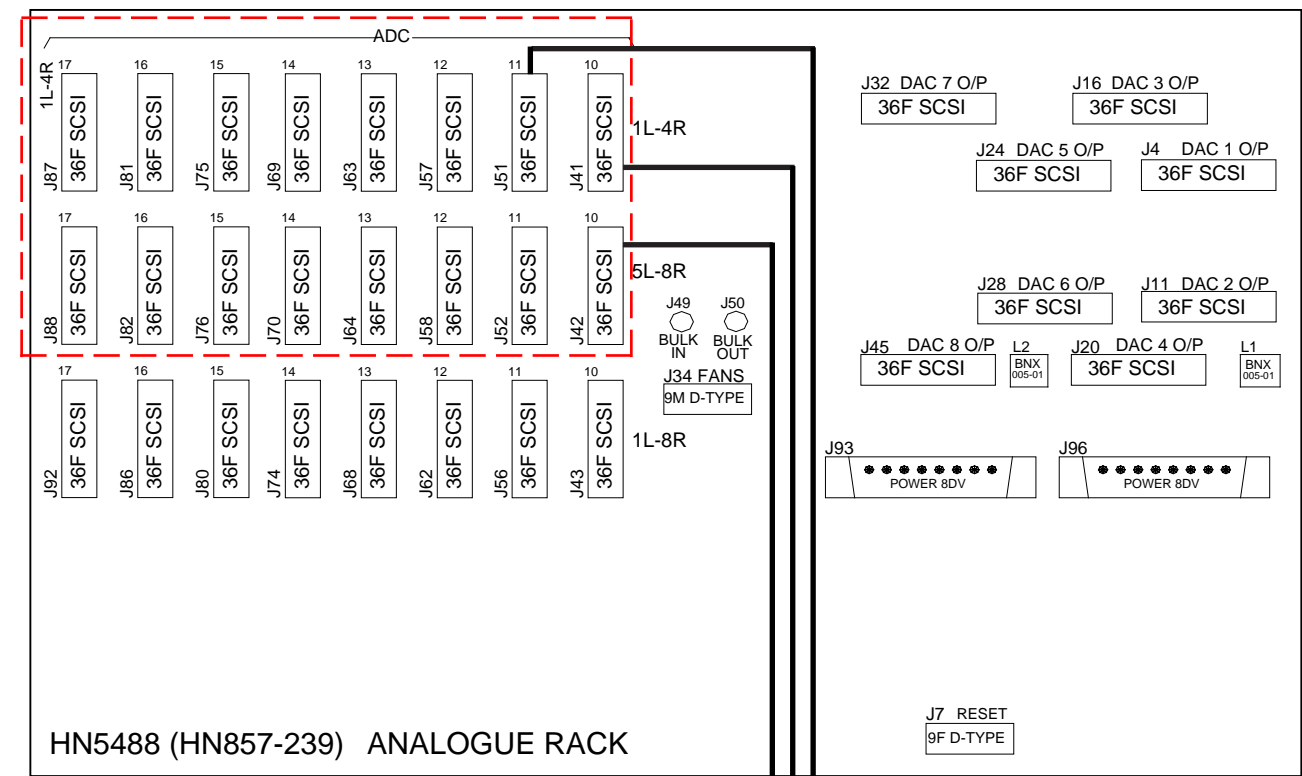 ADC
1L-4R
17 16 15 14 13 12 11 10
J87 36F SCSI J81 36F SCSI J75 36F SCSI J69 36F SCSI J63 36F SCSI J57 36F SCSI J51 36F SCSI J41 36F SCSI
1L-4R
17 16 15 14 13 12 11 10
J88 36F SCSI J82 36F SCSI J76 36F SCSI J70 36F SCSI J64 36F SCSI J58 36F SCSI J52 36F SCSI J42 36F SCSI
5L-8R
17 16 15 14 13 12 11 10
J92 36F SCSI J86 36F SCSI J80 36F SCSI J74 36F SCSI J68 36F SCSI J62 36F SCSI J56 36F SCSI J43 36F SCSI
1L-8R
J49 J50
BULK BULK
IN OUT
J34 FANS
9M D-TYPE
J32 DAC 7 O/P J16 DAC 3 O/P
36F SCSI 36F SCSI
J24 DAC 5 O/P J4 DAC 1 O/P
36F SCSI 36F SCSI
J28 DAC 6 O/P J11 DAC 2 O/P
36F SCSI 36F SCSI
J45 DAC 8 O/P L2 J20 DAC 4 O/P L1
36F SCSI BNX 36F SCSI BNX
005-01 005-01
J93 J96
POWER 8DV POWER 8DV
J7 RESET
9F D-TYPE
HN5488 (HN857-239) ANALOGUE RACK